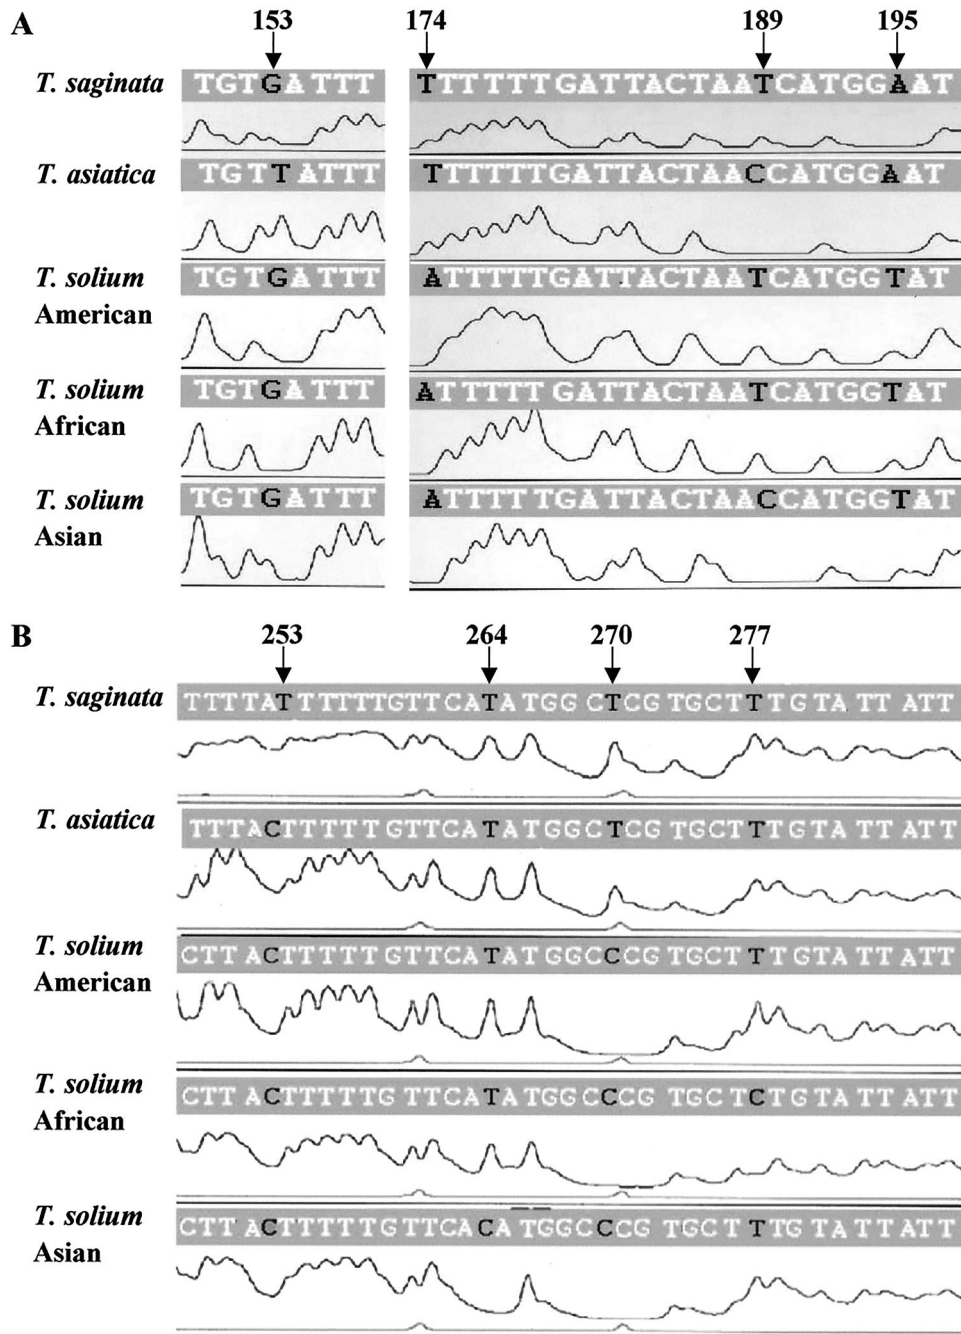 A
153 174 189 195
T. saginata TGTGATTT TTTTTTGATTACTAATCATGGAAT
T. asiatica TGTTATTT TTTTTTGATTACTAACCATGGAAT
T. solium TGTGATTT ATTTTTGATTACTAATCATGGTAT
American
T. solium TGTGATTT ATTTTTGATTACTAATCATGGTAT
African
T. solium TGTGATTT ATTTTTGATTACTAACCATGGTAT
Asian
B
253 264 270 277
T. saginata TTTTATTTTTTGTTCATATGGCTCGTGCTTTGTATTATT
T. asiatica TTTACTTTTTGTTCATATGGCTCGTGCTTTGTATTATT
T. solium CTTACTTTTTGTTCATATGGCCCGTGCTTTGTATTATT
American
T. solium CTTACTTTTTGTTCATATGGCCCGTGCTCTGTATTATT
African
T. solium CTTACTTTTTGTTCACATGGCCCGTGCTTTGTATTATT
Asian